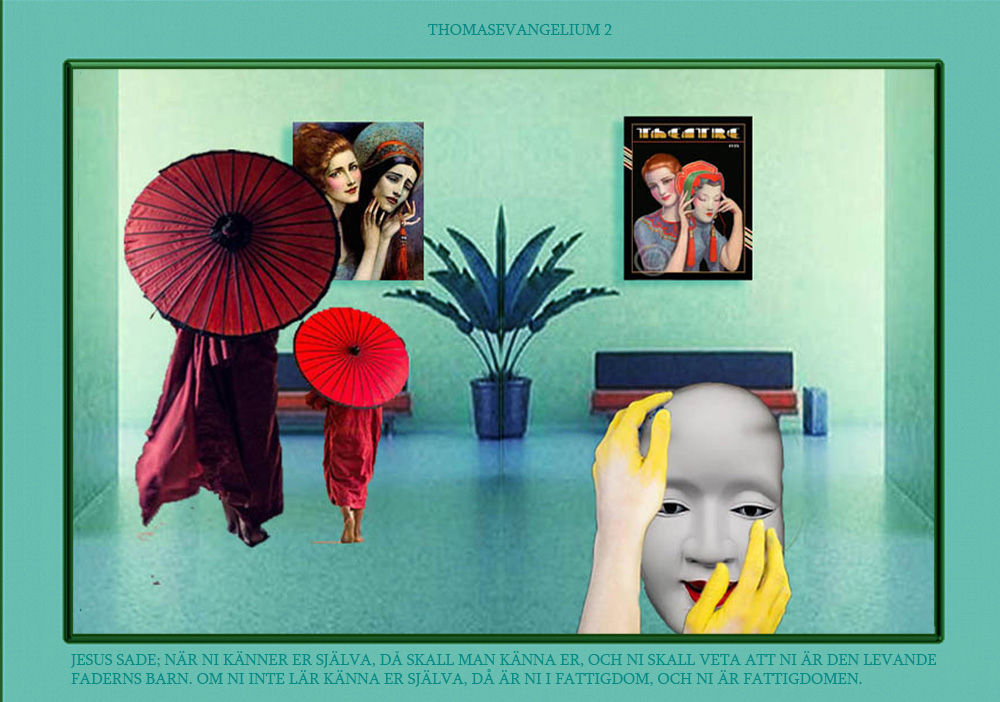 THOMASEVANGELIUM 2
THEATRE
JESUS SADE; NÄR NI KÄNNER ER SJÄLVA, DÅ SKALL MAN KÄNNA ER, OCH NI SKALL VETA ATT NI ÄR DEN LEVANDE
FADERNS BARN. OM NI INTE LÄR KÄNNA ER SJÄLVA, DÅ ÄR NI I FATTIGDOM, OCH NI ÄR FATTIGDOMEN.